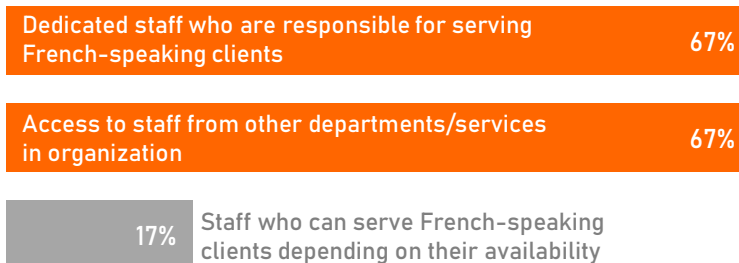 Dedicated staff who are responsible for serving
French-speaking clients
67%
Access to staff from other departments/services
in organization
67%
17%
Staff who can serve French-speaking
clients depending on their availability